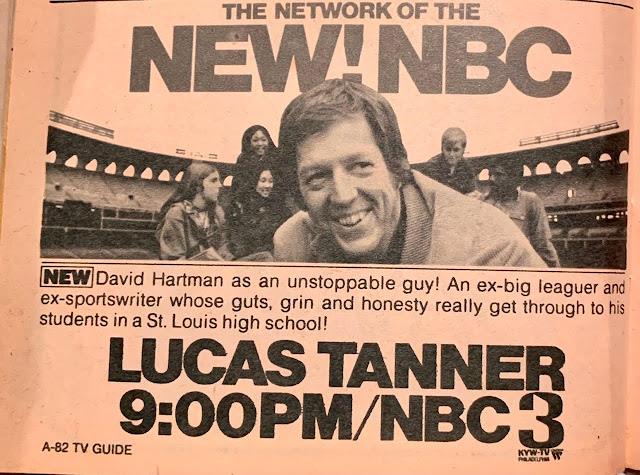 THE NETWORK OF THE
NEW! NBC
NEW David Hartman as an unstoppable guy! An ex-big leaguer and
ex-sportswriter whose guts, grin and honesty really get through to his
students in a St. Louis high school!
LUCAS TANNER
9:00PM/NBC 3
KYW-TV
PHILADELPHIA
A-82 TV GUIDE